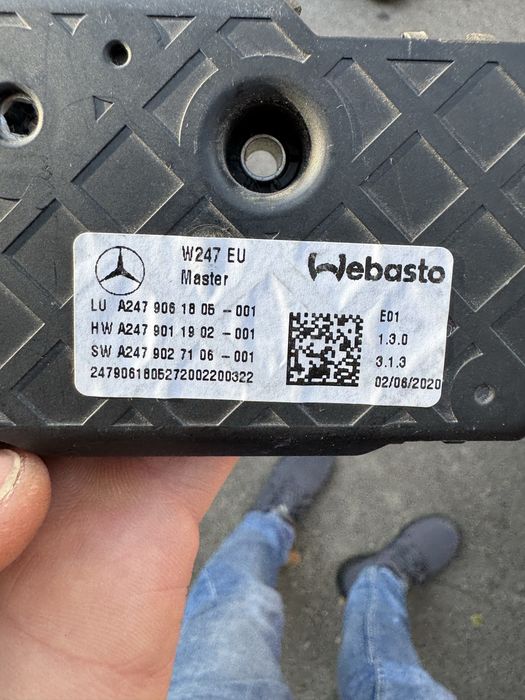 W247 EU
Master
Webasto
LU A247 906 18 05-001
HW A247 901 19 02-001
SW A247 902 71 06-001
2479061805272002200322
E01
1.3.0
3.1.3
02/06/2020